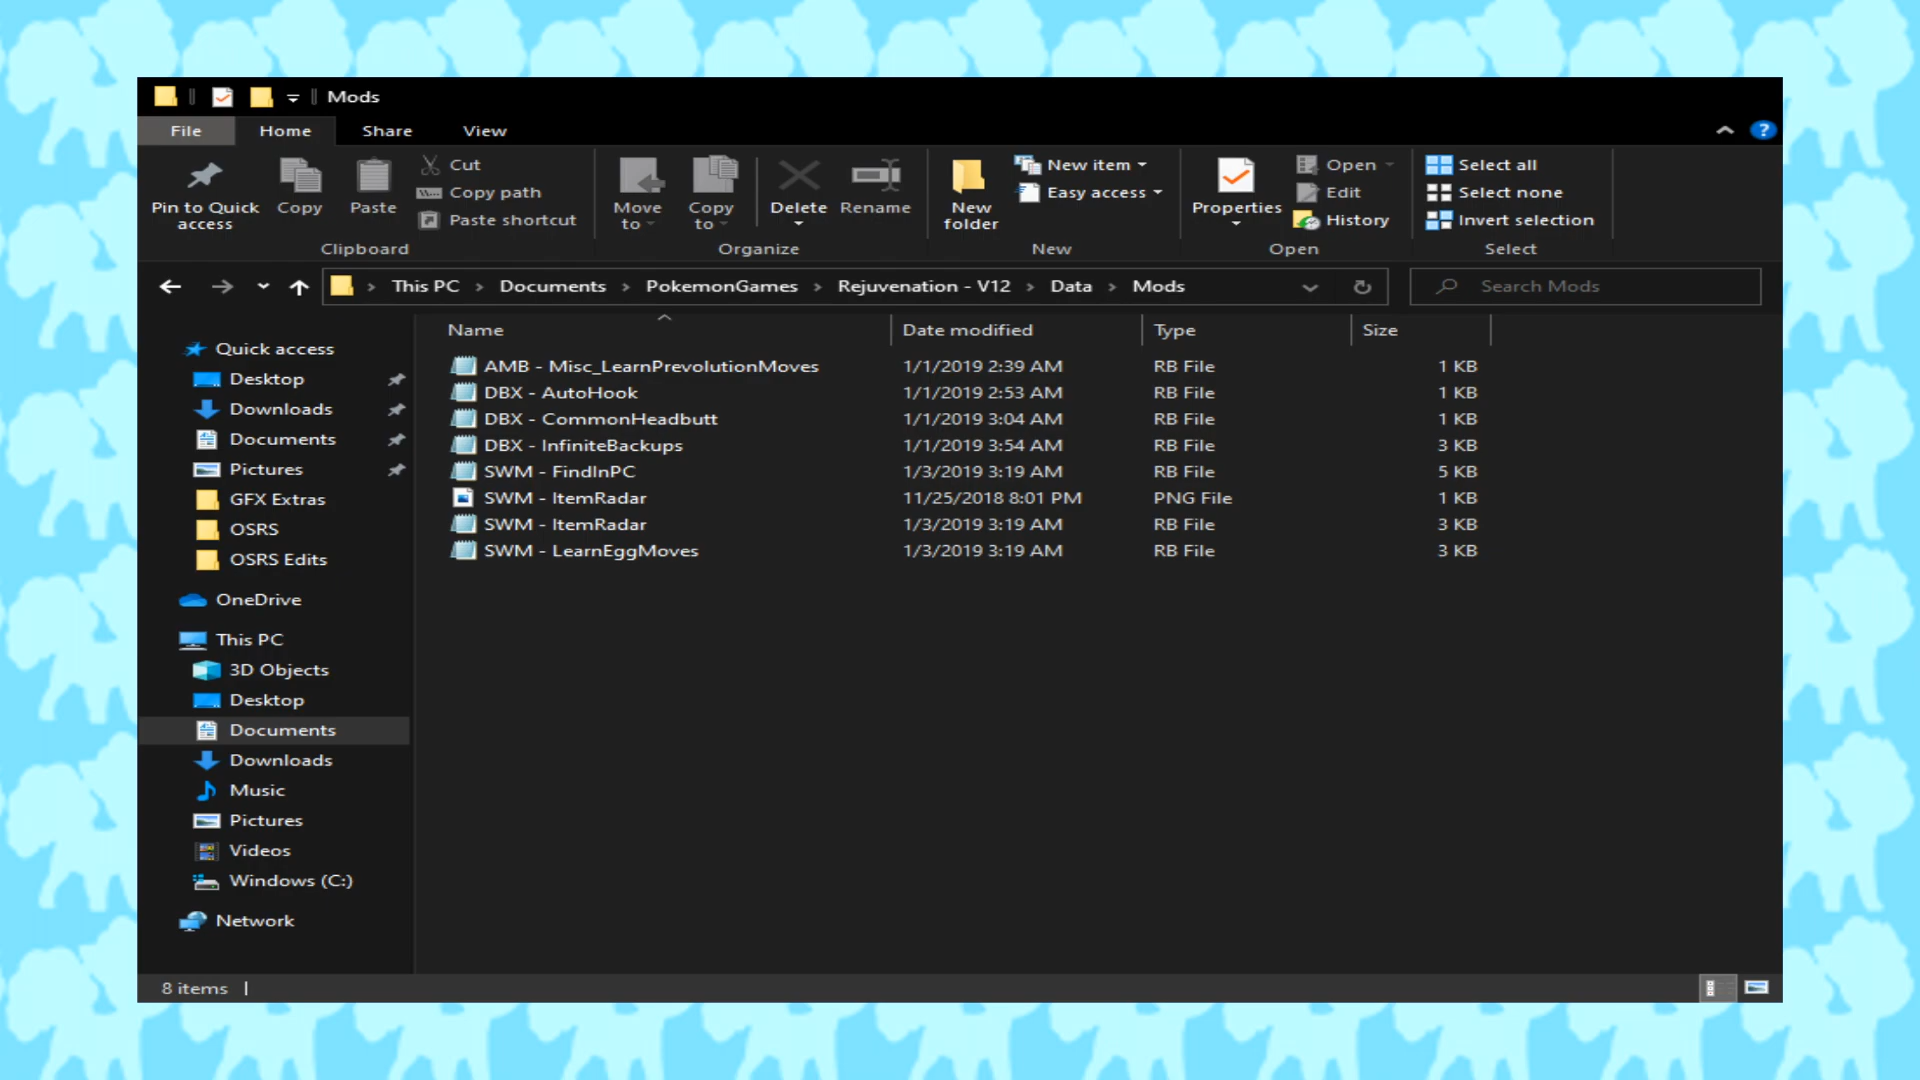 Mods
File Home Share View
?
Pin to Quick access
Copy
Paste
Cut
Copy path
Paste shortcut
Clipboard
Move to
Copy to
Delete
Rename
Organize
New folder
New item
Easy access
New
Properties
Open
Edit
History
Open
Select all
Select none
Invert selection
Select
This PC > Documents > PokemonGames > Rejuvenation - V12 > Data > Mods
Search Mods
Quick access
Desktop
Downloads
Documents
Pictures
GFX Extras
OSRS
OSRS Edits
OneDrive
This PC
3D Objects
Desktop
Documents
Downloads
Music
Pictures
Videos
Windows (C:)
Network
Name Date modified Type Size
AMB - Misc_LearnPrevolutionMoves 1/1/2019 2:39 AM RB File 1 KB
DBX - AutoHook 1/1/2019 2:53 AM RB File 1 KB
DBX - CommonHeadbutt 1/1/2019 3:04 AM RB File 1 KB
DBX - InfiniteBackups 1/1/2019 3:54 AM RB File 3 KB
SWM - FindInPC 1/3/2019 3:19 AM RB File 5 KB
SWM - ItemRadar 11/25/2018 8:01 PM PNG File 1 KB
SWM - ItemRadar 1/3/2019 3:19 AM RB File 3 KB
SWM - LearnEggMoves 1/3/2019 3:19 AM RB File 3 KB
8 items